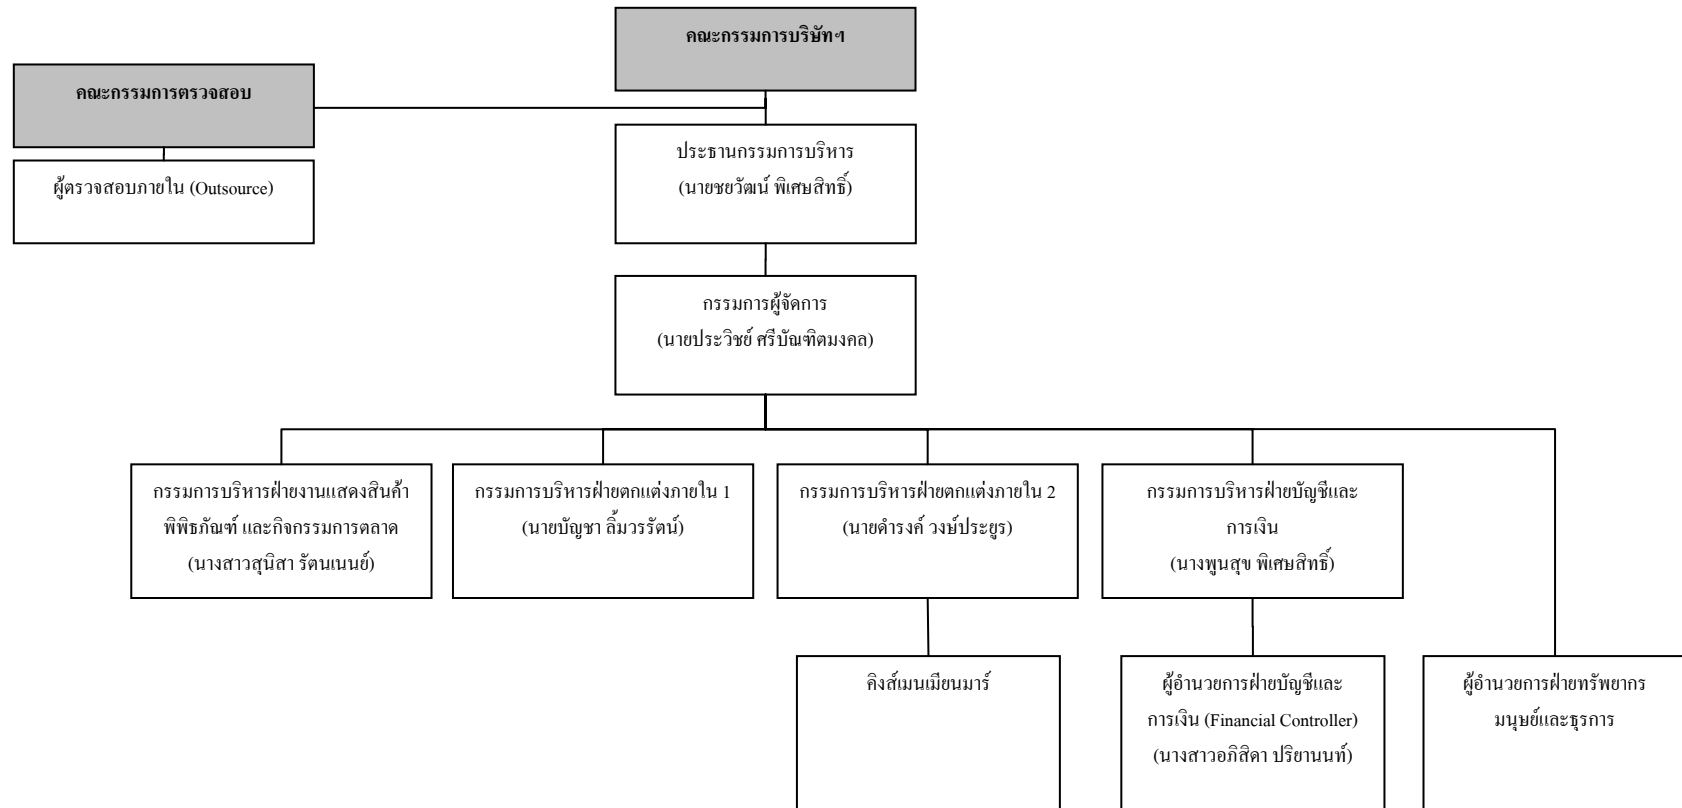 คณะกรรมการบริษัทฯ
คณะกรรมการตรวจสอบ
ประธานกรรมการบริหาร
(นายชยวัฒน์ พิเศษสิทธิ์)
ผู้ตรวจสอบภายใน (Outsource)
กรรมการผู้จัดการ
(นายประวิชย์ ศรีบัณฑิตมงคล)
กรรมการบริหารฝ่ายงานแสดงสินค้า
พิพิธภัณฑ์ และกิจกรรมการตลาด
(นางสาวสุนิสา รัตนเนนย์)
กรรมการบริหารฝ่ายตกแต่งภายใน 1
(นายบัญชา ลิ้มวรรัตน์)
กรรมการบริหารฝ่ายตกแต่งภายใน 2
(นายดำรงค์ วงษ์ประยูร)
กรรมการบริหารฝ่ายบัญชีและ
การเงิน
(นางพูนสุข พิเศษสิทธิ์)
คิงส์เมนเมียนมาร์
ผู้อำนวยการฝ่ายบัญชีและ
การเงิน (Financial Controller)
(นางสาวอภิสิดา ปริยานนท์)
ผู้อำนวยการฝ่ายทรัพยากร
มนุษย์และธุรการ